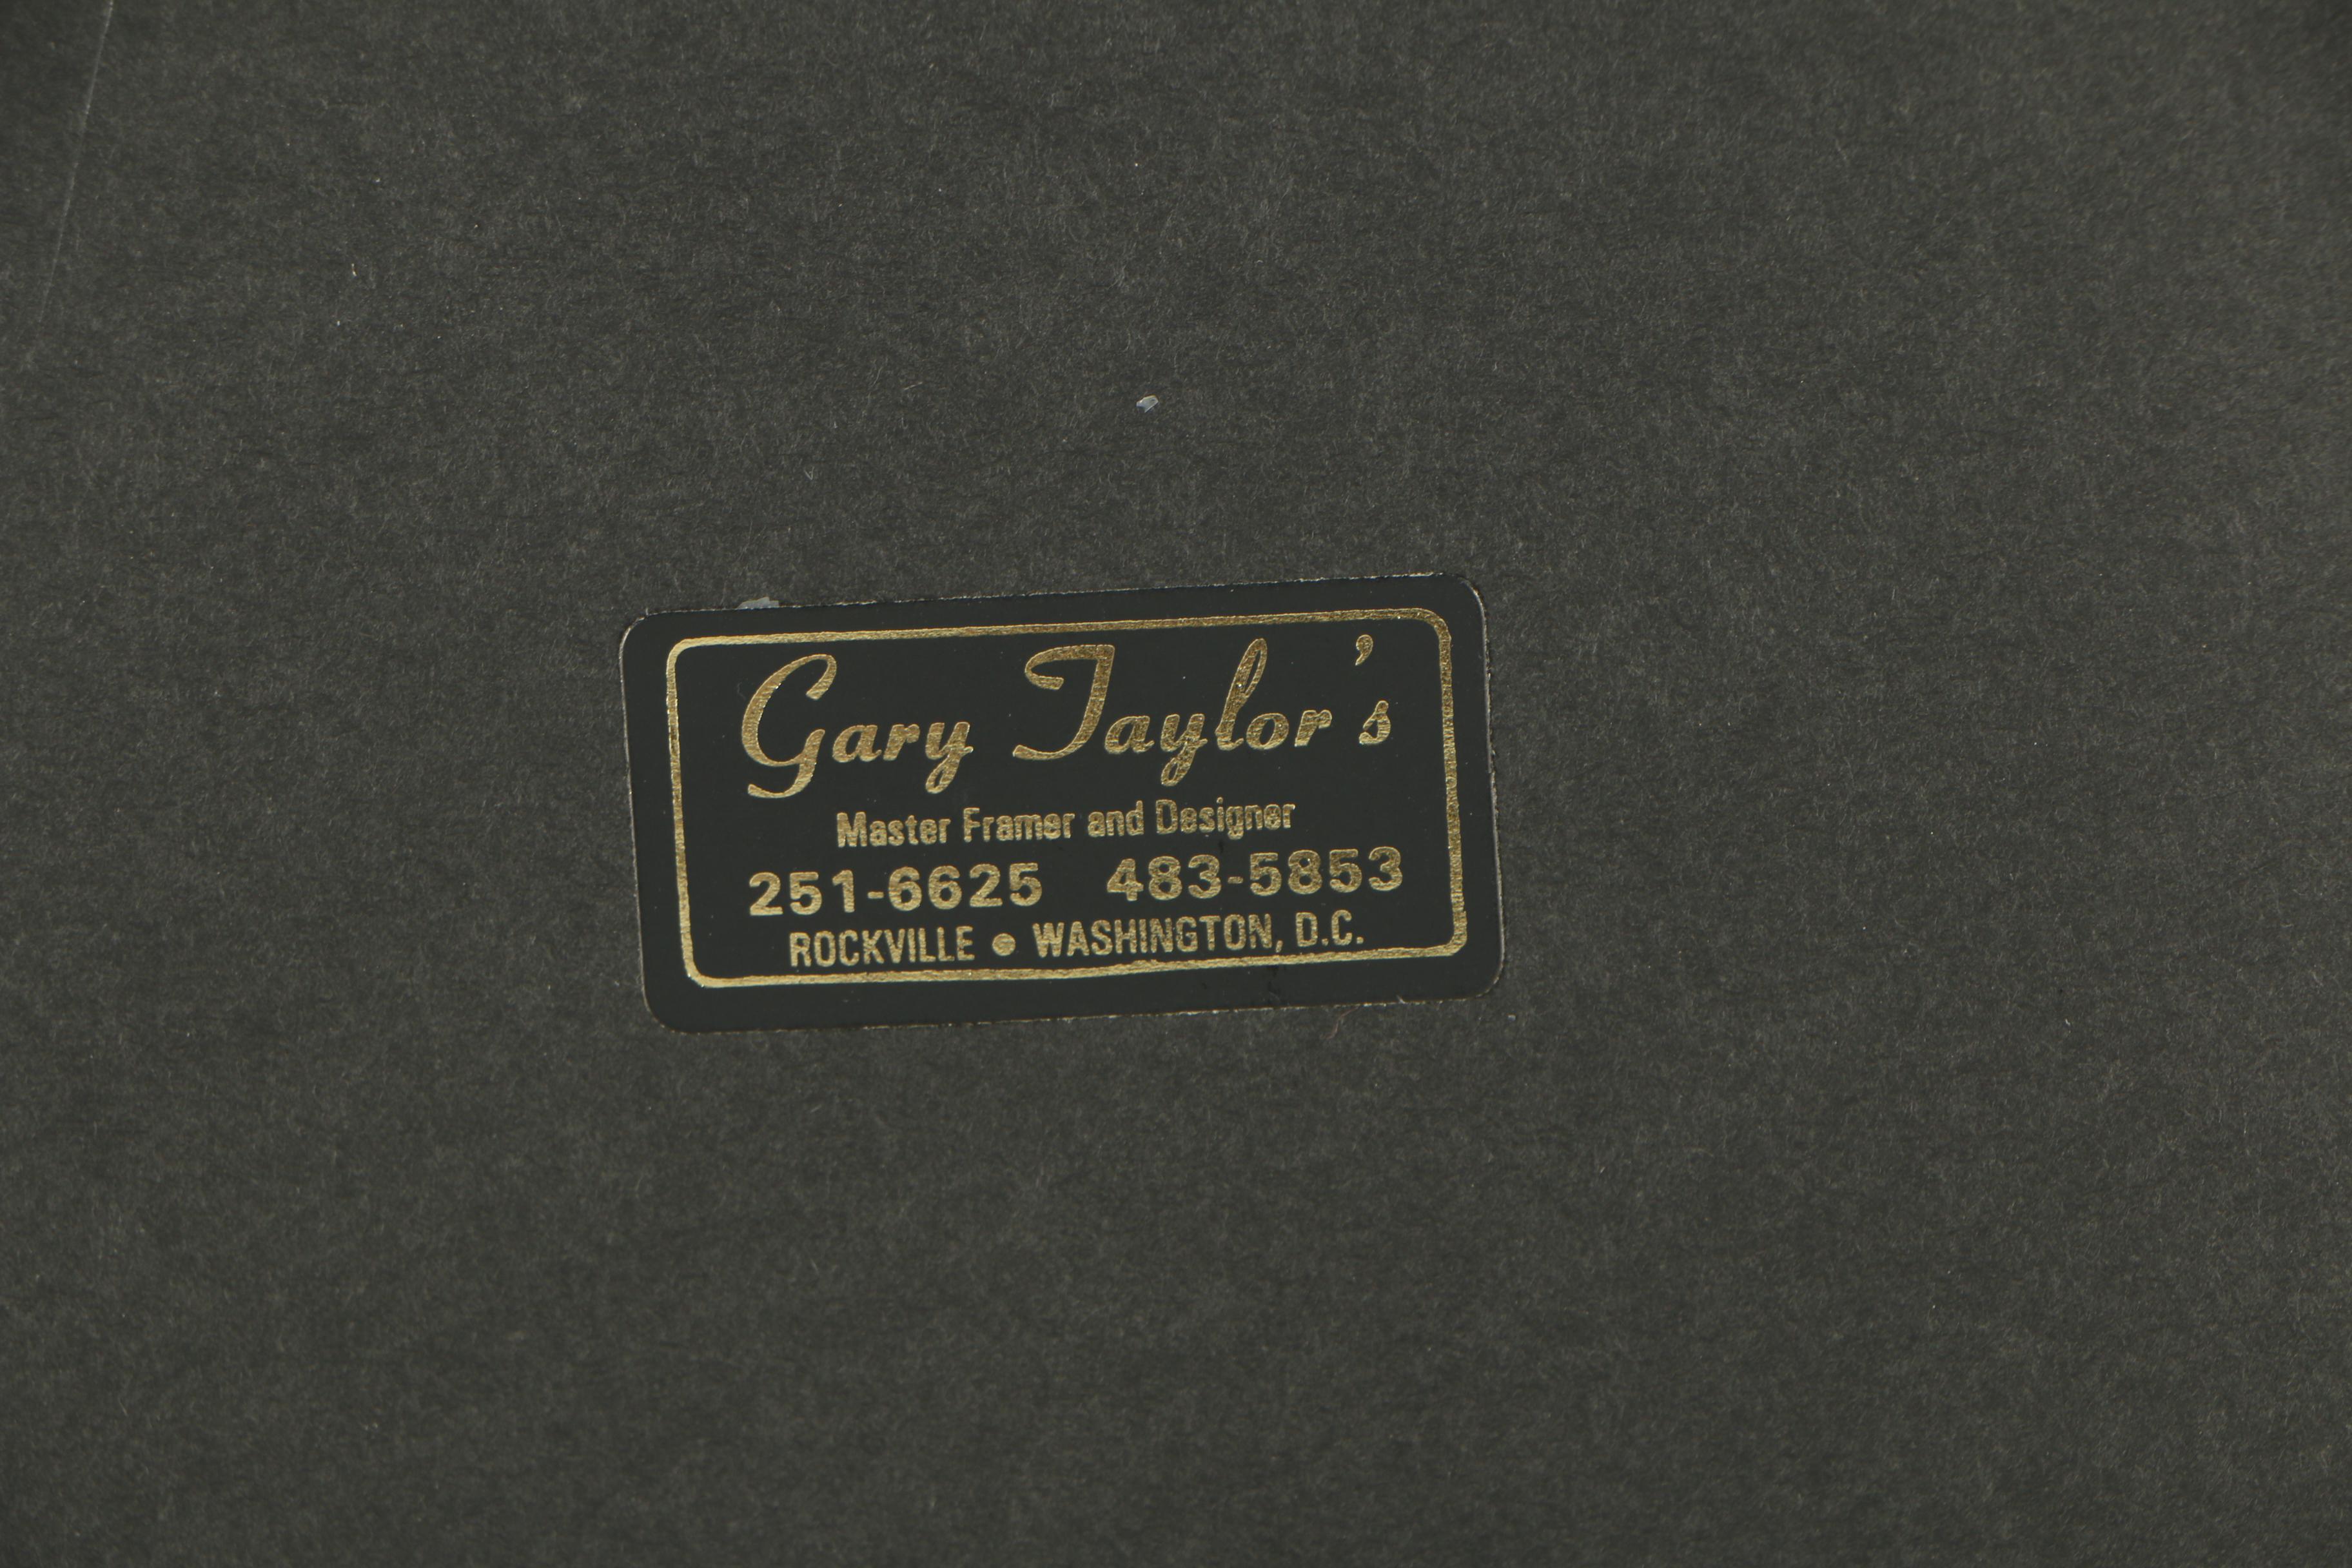 Gary Taylor's
Master Framer and Designer
251-6625 483-5853
ROCKVILLE • WASHINGTON, D.C.